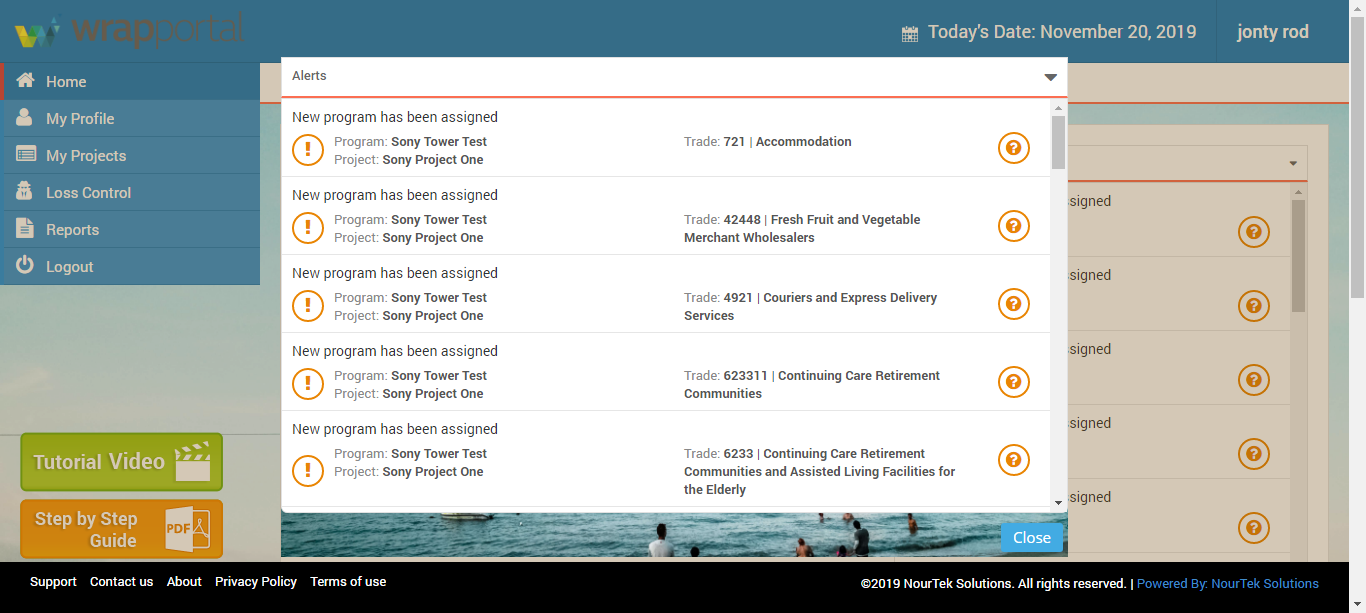 wrapportal
Today's Date: November 20, 2019
jonty rod
Home
My Profile
My Projects
Loss Control
Reports
Logout
Tutorial Video
Step by Step
Guide
PDF
Alerts
New program has been assigned
Program: Sony Tower Test
Project: Sony Project One
Trade: 721 | Accommodation
New program has been assigned
Program: Sony Tower Test
Project: Sony Project One
Trade: 42448 | Fresh Fruit and Vegetable
Merchant Wholesalers
New program has been assigned
Program: Sony Tower Test
Project: Sony Project One
Trade: 4921 | Couriers and Express Delivery
Services
New program has been assigned
Program: Sony Tower Test
Project: Sony Project One
Trade: 623311 | Continuing Care Retirement
Communities
New program has been assigned
Program: Sony Tower Test
Project: Sony Project One
Trade: 6233 | Continuing Care Retirement
Communities and Assisted Living Facilities for
the Elderly
signed
signed
signed
signed
signed
Close
Support Contact us About Privacy Policy Terms of use
©2019 NourTek Solutions. All rights reserved. | Powered By: NourTek Solutions